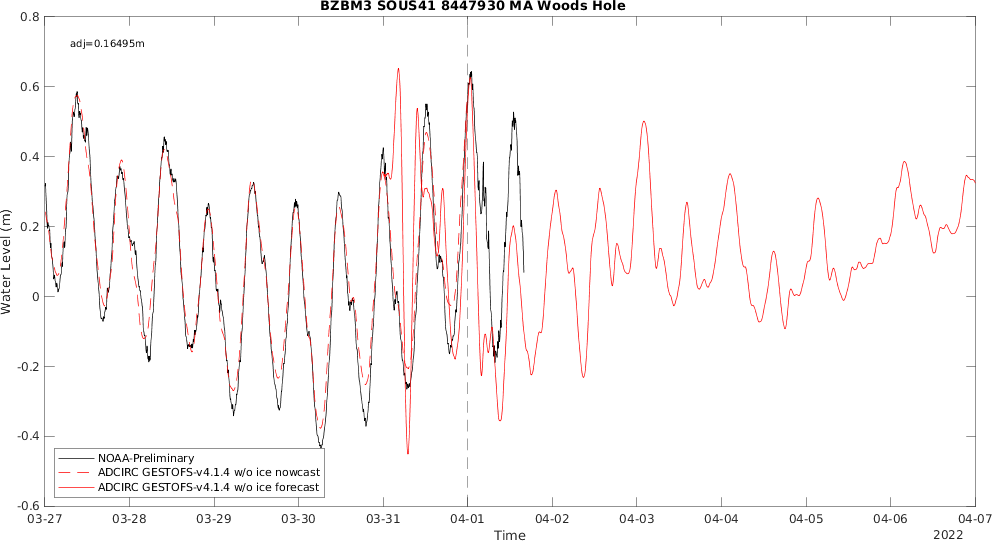 BZBM3 SOUS41 8447930 MA Woods Hole
adj=0.16495m
Water Level (m)
0.8
0.6
0.4
0.2
0
-0.2
-0.4
-0.6
NOAA-Preliminary
ADCIRC GESTOFS-v4.1.4 w/o ice nowcast
ADCIRC GESTOFS-v4.1.4 w/o ice forecast
03-27 03-28 03-29 03-30 03-31 04-01 04-02 04-03 04-04 04-05 04-06 04-07
Time
2022